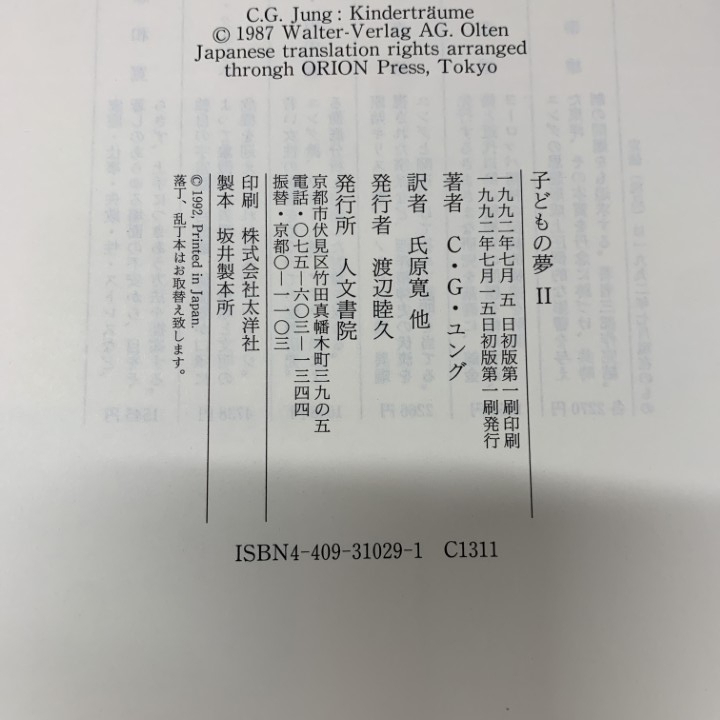 C.G. Jung : Kinderträume
© 1987 Walter-Verlag AG. Olten
Japanese translation rights arranged
throngh ORION Press, Tokyo
子どもの夢 II
一九九二年七月 五 日初版第一刷印刷
一九九二年七月一五日初版第一刷発行
著者 C・G・ユング
訳者 氏原寛 他
発行者 渡辺睦久
発行所 人文書院
京都市伏見区竹田真幡木町三九の五
電話・〇七五―六〇三―一三四四
振替・京都〇―一一〇三
印刷 株式会社太洋社
製本 坂井製本所
© 1992, Printed in Japan.
落丁、乱丁本はお取替え致します。
ISBN4-409-31029-1 C1311